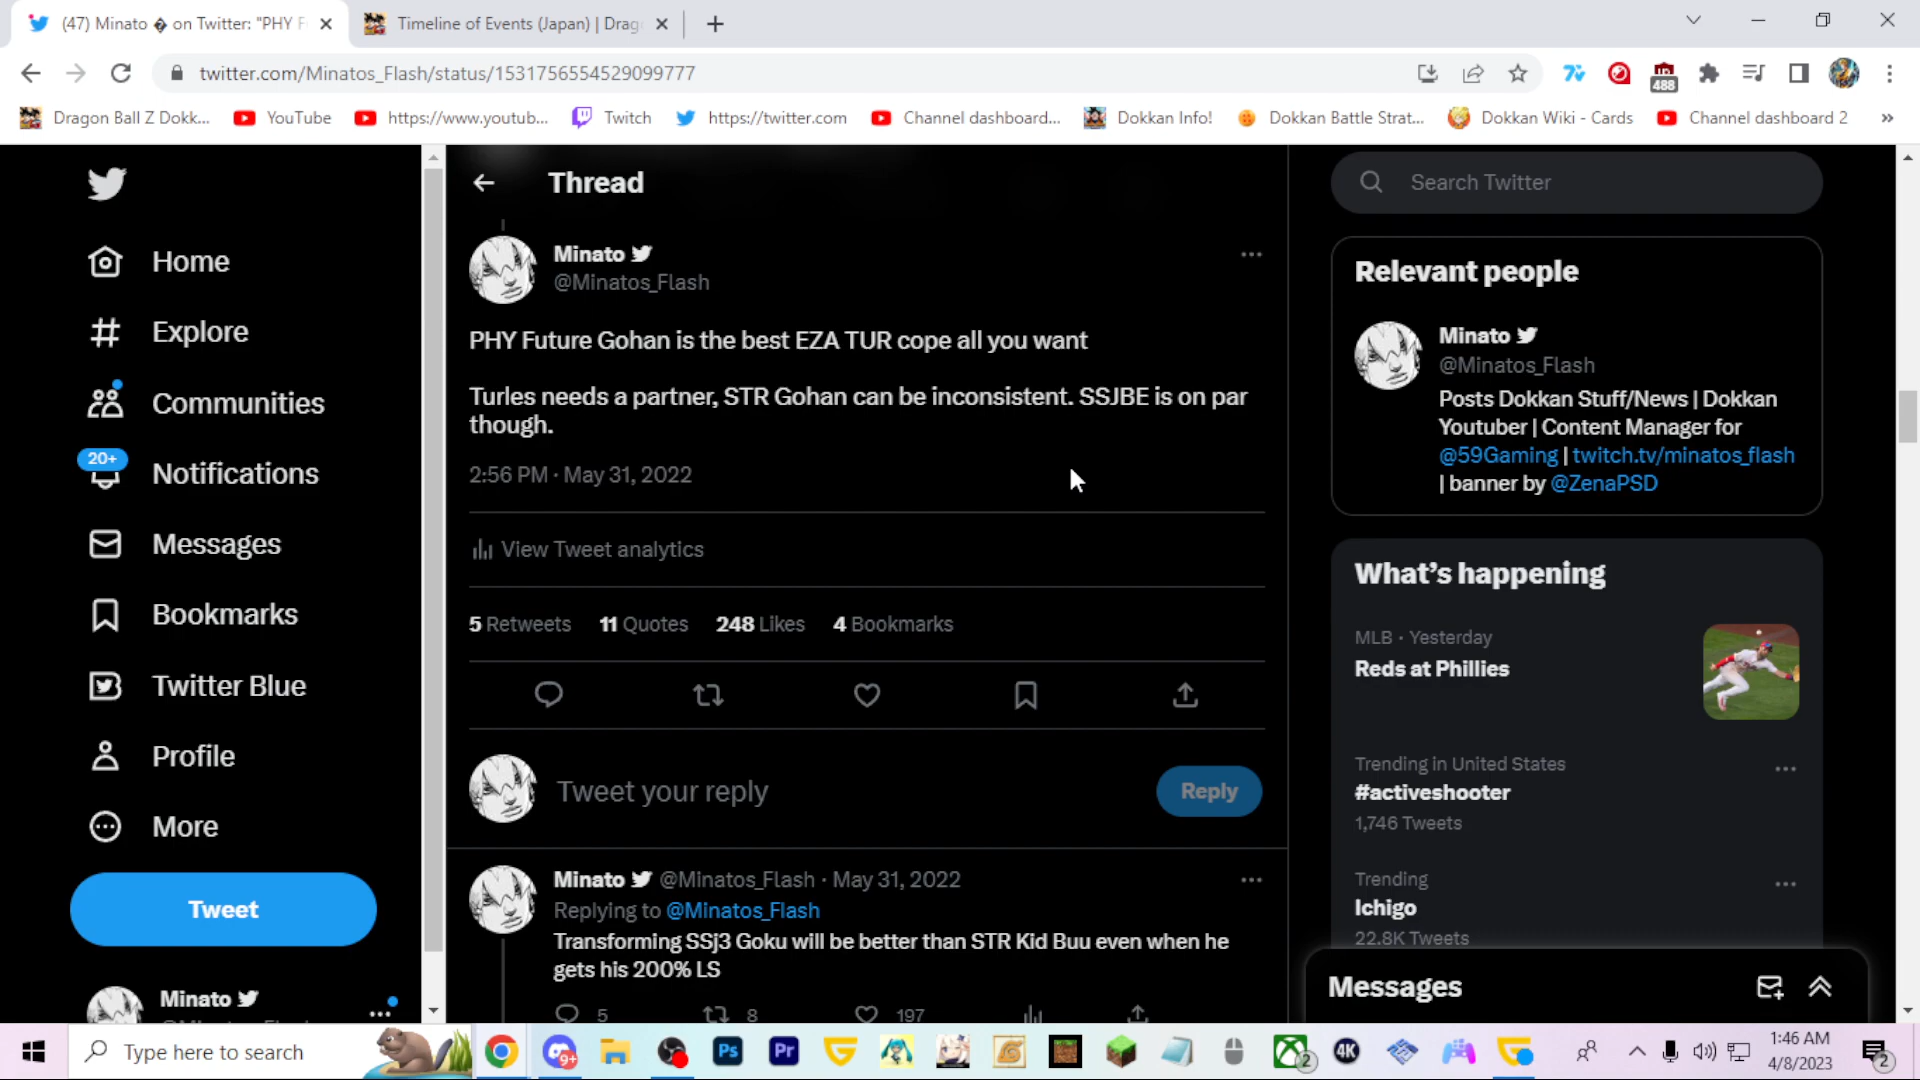 (47) Minato � on Twitter: "PHY F
Timeline of Events (Japan) | Drag
twitter.com/Minatos_Flash/status/1531756554529099777
488
Dragon Ball Z Dokk...
YouTube
https://www.youtub...
Twitch
https://twitter.com
Channel dashboard...
Dokkan Info!
Dokkan Battle Strat...
Dokkan Wiki - Cards
Channel dashboard 2
»
Home
Explore
Communities
20+
Notifications
Messages
Bookmarks
Twitter Blue
Profile
More
Tweet
Minato
Thread
Minato
@Minatos_Flash
PHY Future Gohan is the best EZA TUR cope all you want
Turles needs a partner, STR Gohan can be inconsistent. SSJBE is on par
though.
2:56 PM · May 31, 2022
View Tweet analytics
5 Retweets 11 Quotes 248 Likes 4 Bookmarks
Tweet your reply
Reply
Minato @Minatos_Flash · May 31, 2022
Replying to @Minatos_Flash
Transforming SSj3 Goku will be better than STR Kid Buu even when he
gets his 200% LS
5 8 197
Search Twitter
Relevant people
Minato
@Minatos_Flash
Posts Dokkan Stuff/News | Dokkan
Youtuber | Content Manager for
@59Gaming | twitch.tv/minatos_flash
| banner by @ZenaPSD
What's happening
MLB · Yesterday
Reds at Phillies
Trending in United States
#activeshooter
1,746 Tweets
Trending
Ichigo
22.8K Tweets
Messages
Type here to search
9+
Ps
Pr
2
4K
1:46 AM
4/8/2023
2